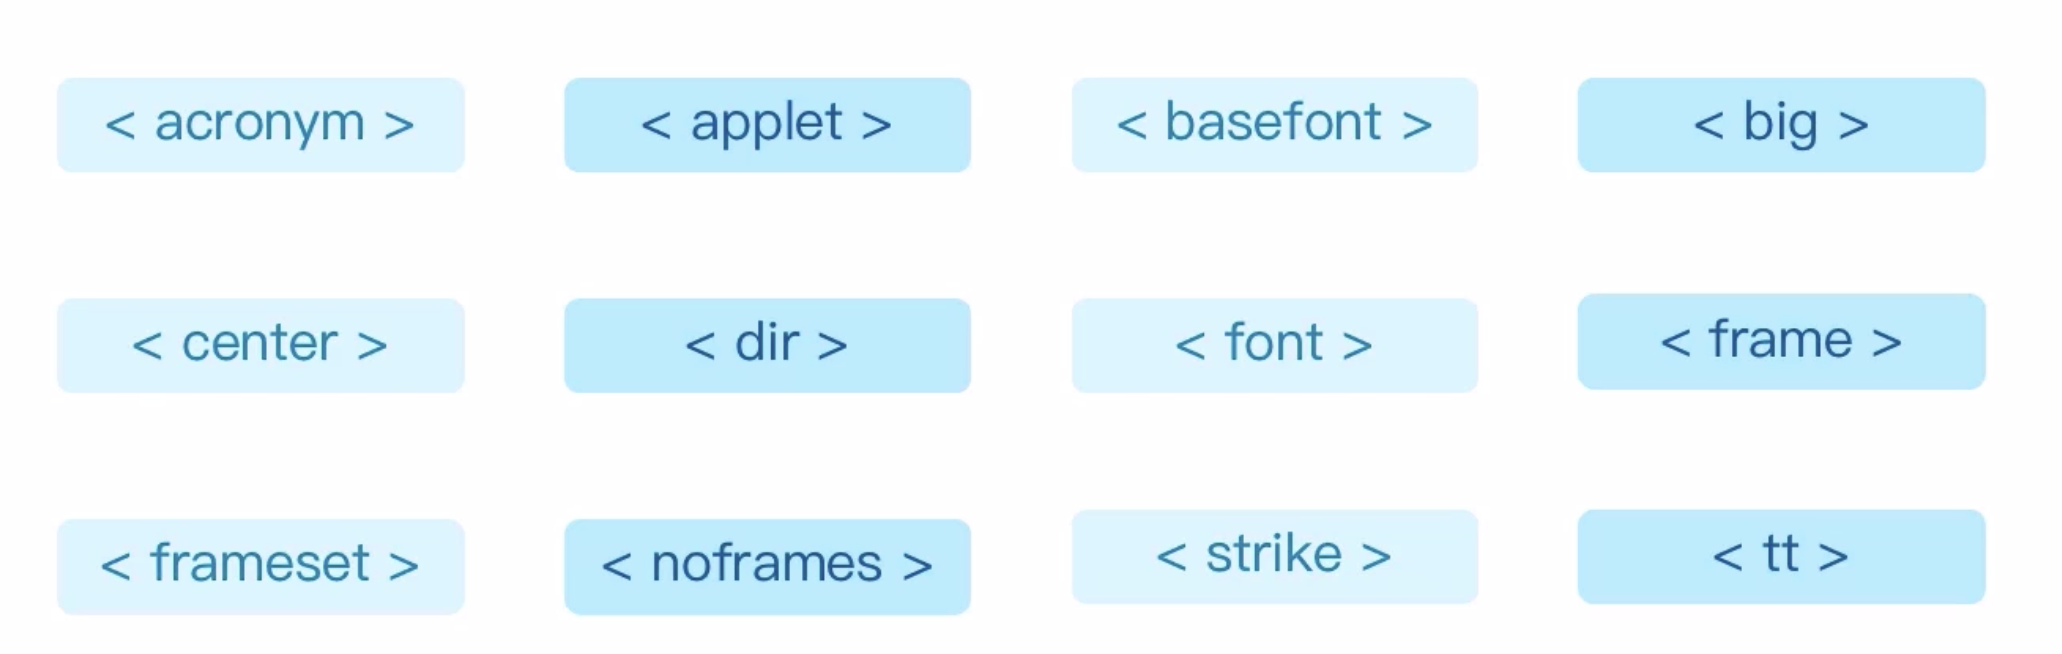 < acronym >
< applet >
< basefont >
< big >
< center >
< dir >
< font >
< frame >
< frameset >
< noframes >
< strike >
< tt >